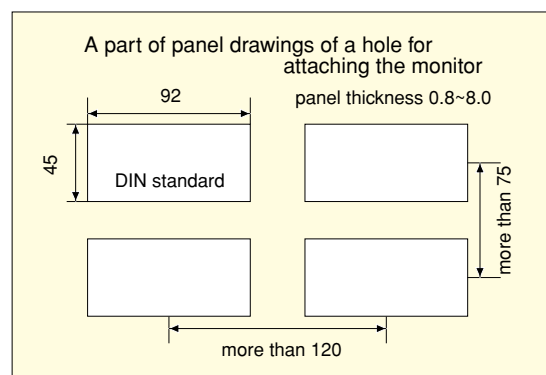 A part of panel drawings of a hole for
attaching the monitor
92
panel thickness 0.8~8.0
45
DIN standard
more than 75
more than 120